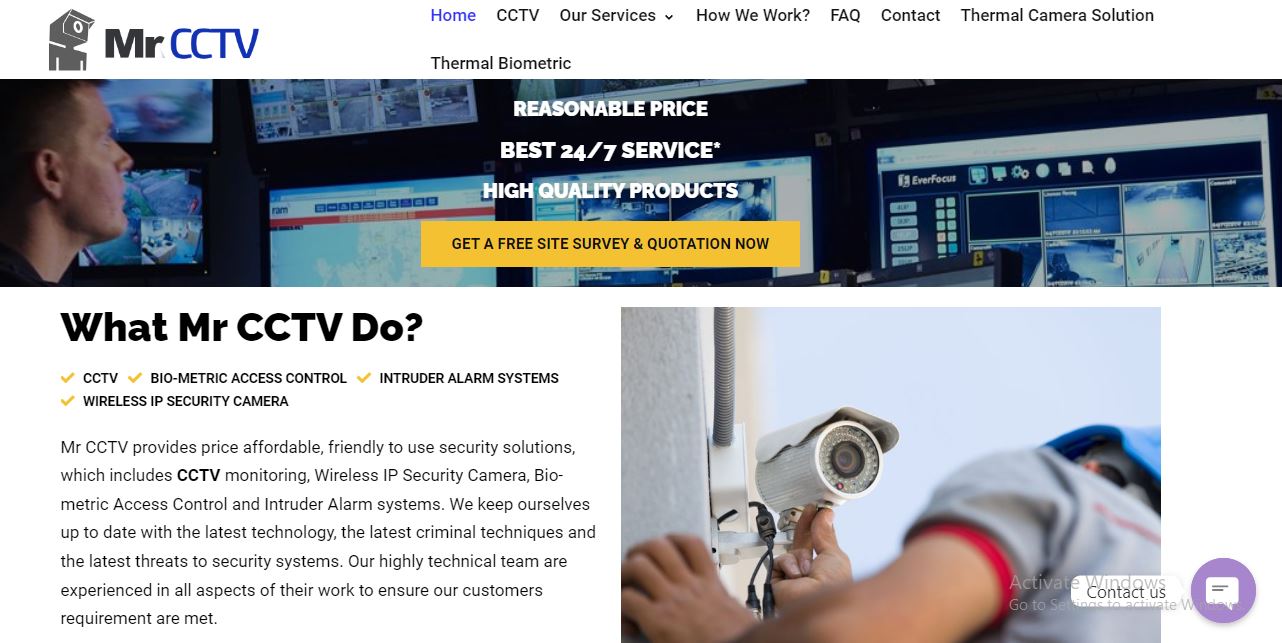 Mr CCTV
Home CCTV Our Services How We Work? FAQ Contact Thermal Camera Solution
Thermal Biometric
REASONABLE PRICE
BEST 24/7 SERVICE*
HIGH QUALITY PRODUCTS
EverFocus
GET A FREE SITE SURVEY & QUOTATION NOW
What Mr CCTV Do?
CCTV BIO-METRIC ACCESS CONTROL INTRUDER ALARM SYSTEMS
WIRELESS IP SECURITY CAMERA
Mr CCTV provides price affordable, friendly to use security solutions,
which includes CCTV monitoring, Wireless IP Security Camera, Bio-
metric Access Control and Intruder Alarm systems. We keep ourselves
up to date with the latest technology, the latest criminal techniques and
the latest threats to security systems. Our highly technical team are
experienced in all aspects of their work to ensure our customers
requirement are met.
Activate Windows
Contact us
Go to Settings to activate Windows.